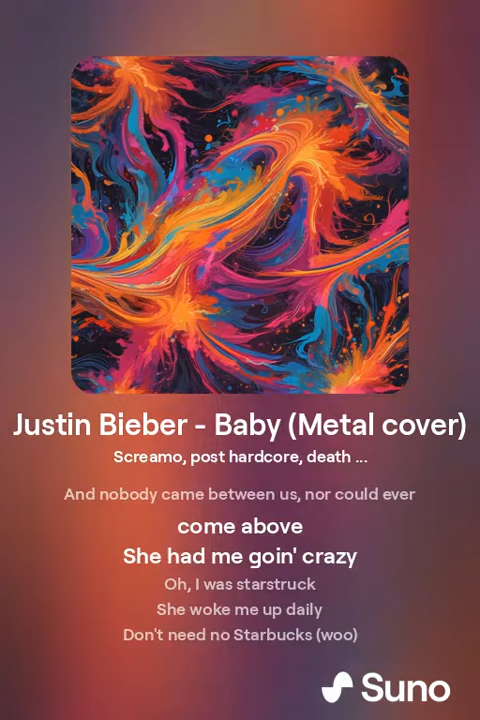 Justin Bieber - Baby (Metal cover)
Screamo, post hardcore, death ...
And nobody came between us, nor could ever
come above
She had me goin' crazy
Oh, I was starstruck
She woke me up daily
Don't need no Starbucks (woo)
Suno